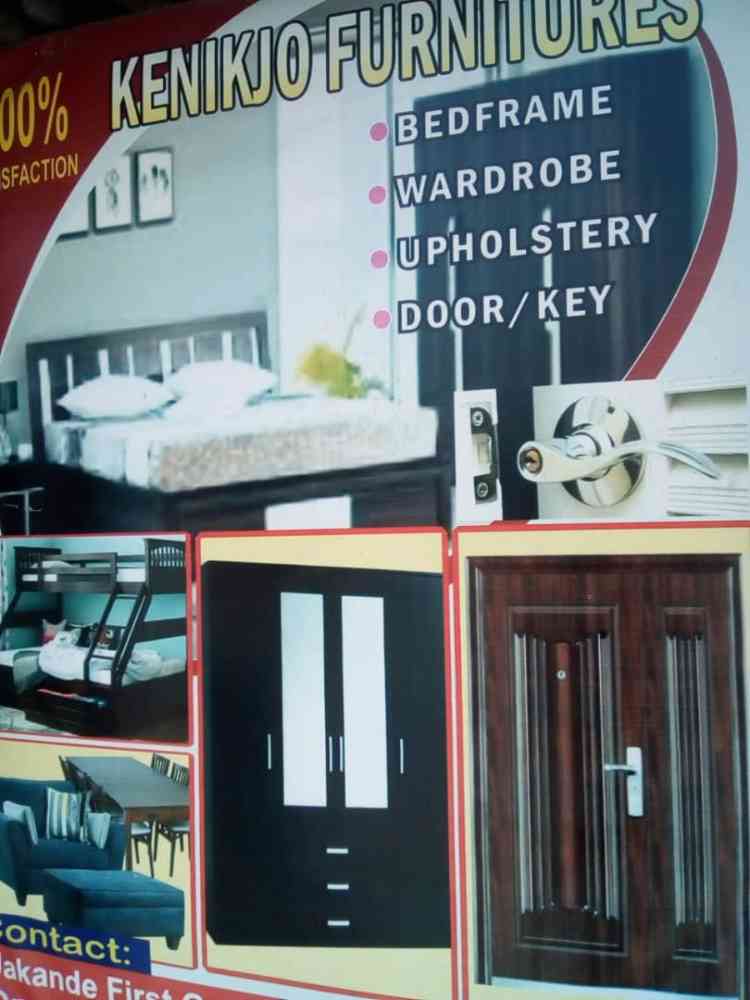 KENIKJO FURNITURES
00%
SFACTION
BEDFRAME
WARDROBE
UPHOLSTERY
DOOR/KEY
Contact:
Jakande First